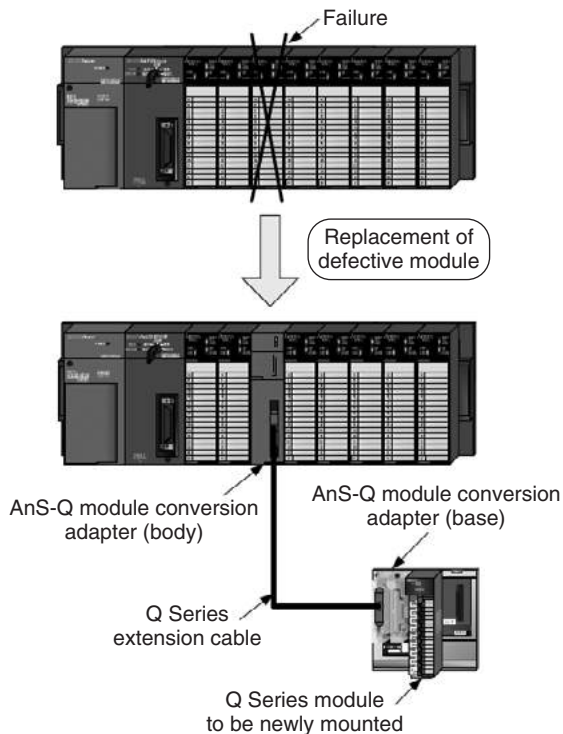 Failure
Replacement of
defective module
AnS-Q module conversion
adapter (body)
AnS-Q module conversion
adapter (base)
Q Series
extension cable
Q Series module
to be newly mounted